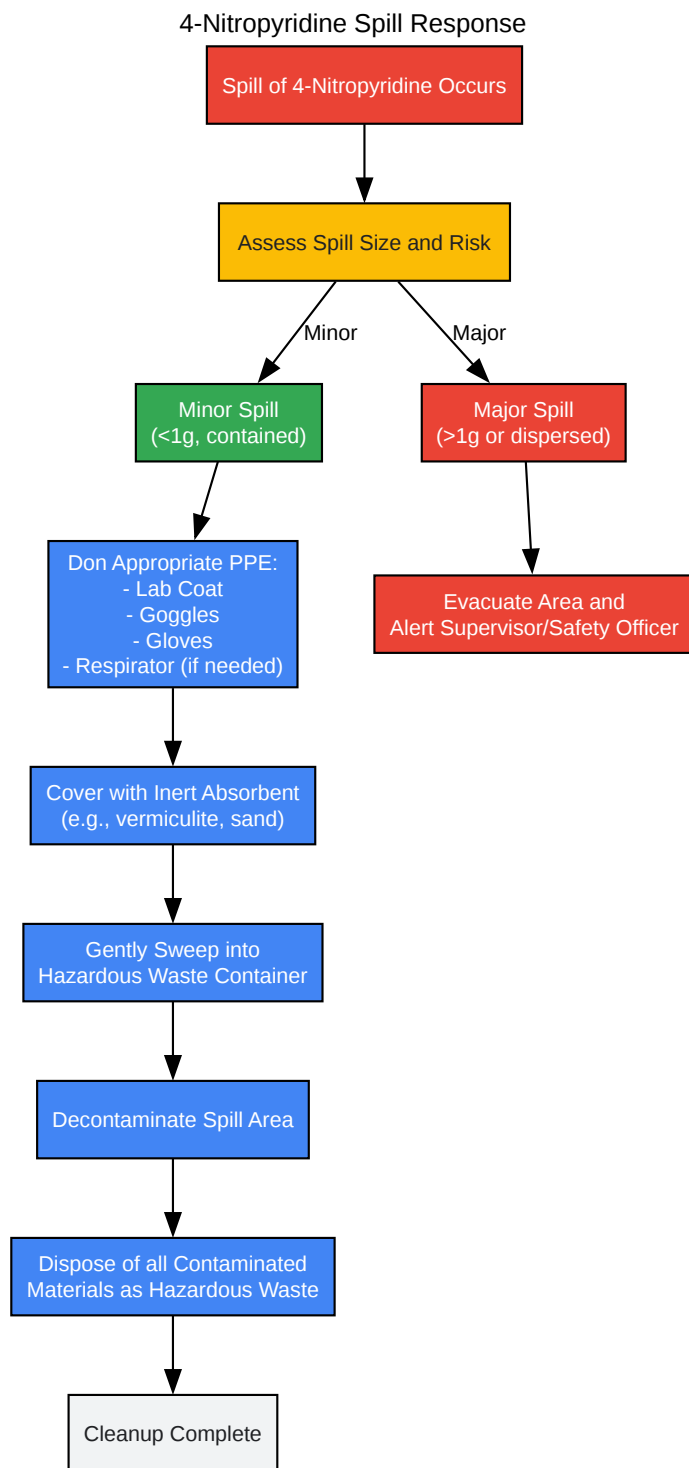 4-Nitropyridine Spill Response
Spill of 4-Nitropyridine Occurs
Assess Spill Size and Risk
Minor
Major
Minor Spill
(<1g, contained)
Major Spill
(>1g or dispersed)
Don Appropriate PPE:
- Lab Coat
- Goggles
- Gloves
- Respirator (if needed)
Evacuate Area and
Alert Supervisor/Safety Officer
Cover with Inert Absorbent
(e.g., vermiculite, sand)
Gently Sweep into
Hazardous Waste Container
Decontaminate Spill Area
Dispose of all Contaminated
Materials as Hazardous Waste
Cleanup Complete